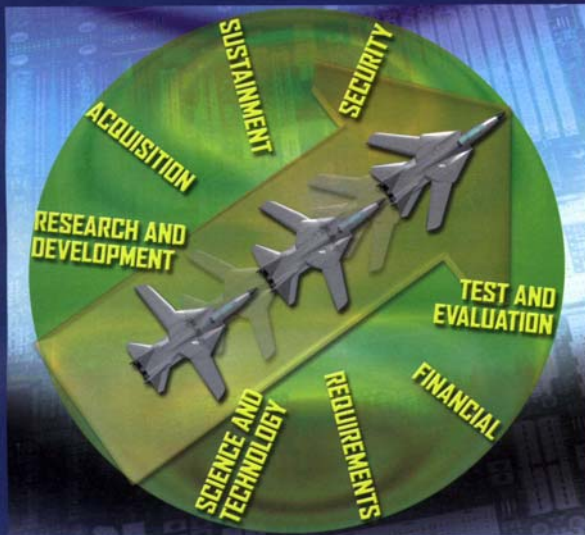 SUSTAINMENT
SECURITY
ACQUISITION
RESEARCH AND
DEVELOPMENT
TEST AND
EVALUATION
FINANCIAL
REQUIREMENTS
SCIENCE AND
TECHNOLOGY